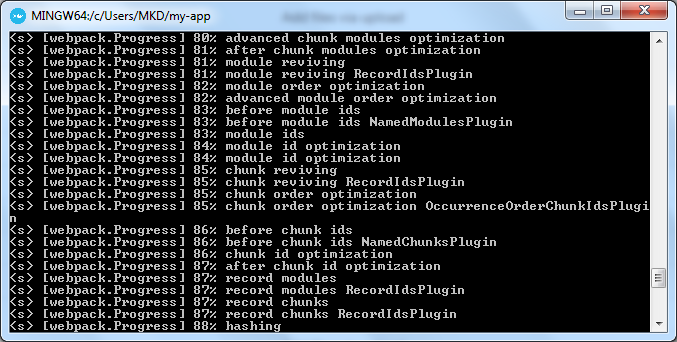 MINGW64:/c/Users/MKD/my-app
Add files via upload
<s> [webpack.Progress] 80% advanced chunk modules optimization
<s> [webpack.Progress] 81% after chunk modules optimization
<s> [webpack.Progress] 81% module reviving
<s> [webpack.Progress] 81% module reviving RecordIdsPlugin
<s> [webpack.Progress] 82% module order optimization
<s> [webpack.Progress] 82% advanced module order optimization
<s> [webpack.Progress] 83% before module ids
<s> [webpack.Progress] 83% before module ids NamedModulesPlugin
<s> [webpack.Progress] 83% module ids
<s> [webpack.Progress] 84% module id optimization
<s> [webpack.Progress] 84% module id optimization
<s> [webpack.Progress] 85% chunk reviving
<s> [webpack.Progress] 85% chunk reviving RecordIdsPlugin
<s> [webpack.Progress] 85% chunk order optimization
<s> [webpack.Progress] 85% chunk order optimization OccurrenceOrderChunkIdsPlugi
n
<s> [webpack.Progress] 86% before chunk ids
<s> [webpack.Progress] 86% before chunk ids NamedChunksPlugin
<s> [webpack.Progress] 86% chunk id optimization
<s> [webpack.Progress] 87% after chunk id optimization
<s> [webpack.Progress] 87% record modules
<s> [webpack.Progress] 87% record modules RecordIdsPlugin
<s> [webpack.Progress] 87% record chunks
<s> [webpack.Progress] 87% record chunks RecordIdsPlugin
<s> [webpack.Progress] 88% hashing